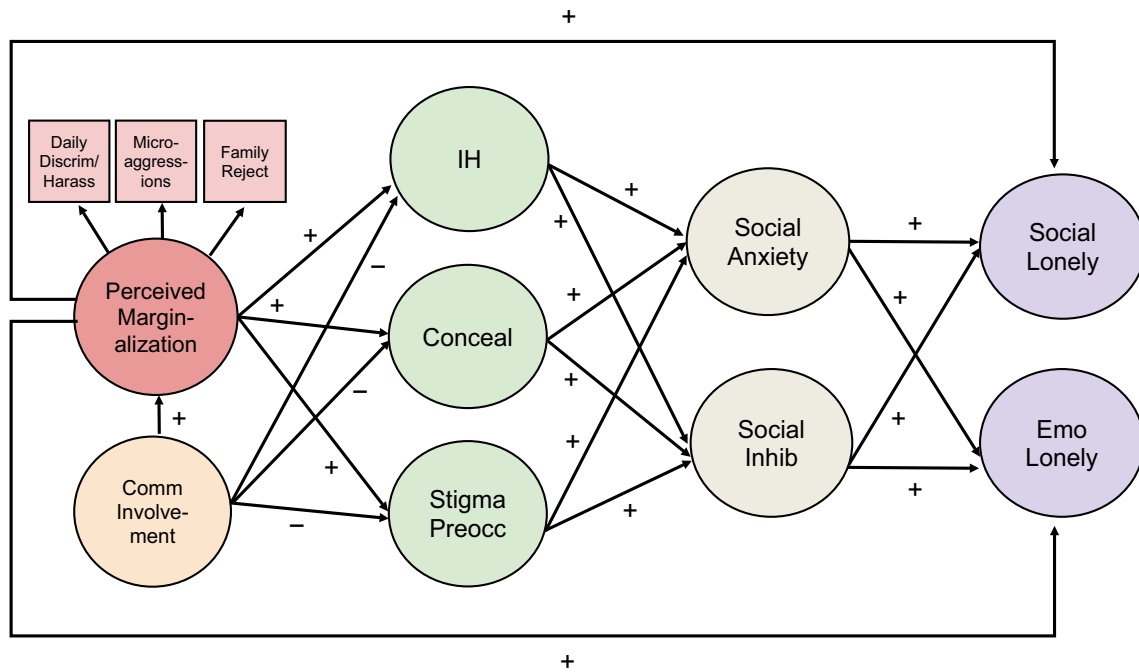 +
Daily
Discrim/
Harass
Micro-
aggress-
ions
Family
Reject
IH
+
+
+
Social
Anxiety
+
Social
Lonely
–
Perceived
Margin-
alization
+
+
+
+
Conceal
–
+
+
+
+
Comm
Involve-
ment
+
–
Stigma
Preocc
+
Social
Inhib
+
Emo
Lonely
+